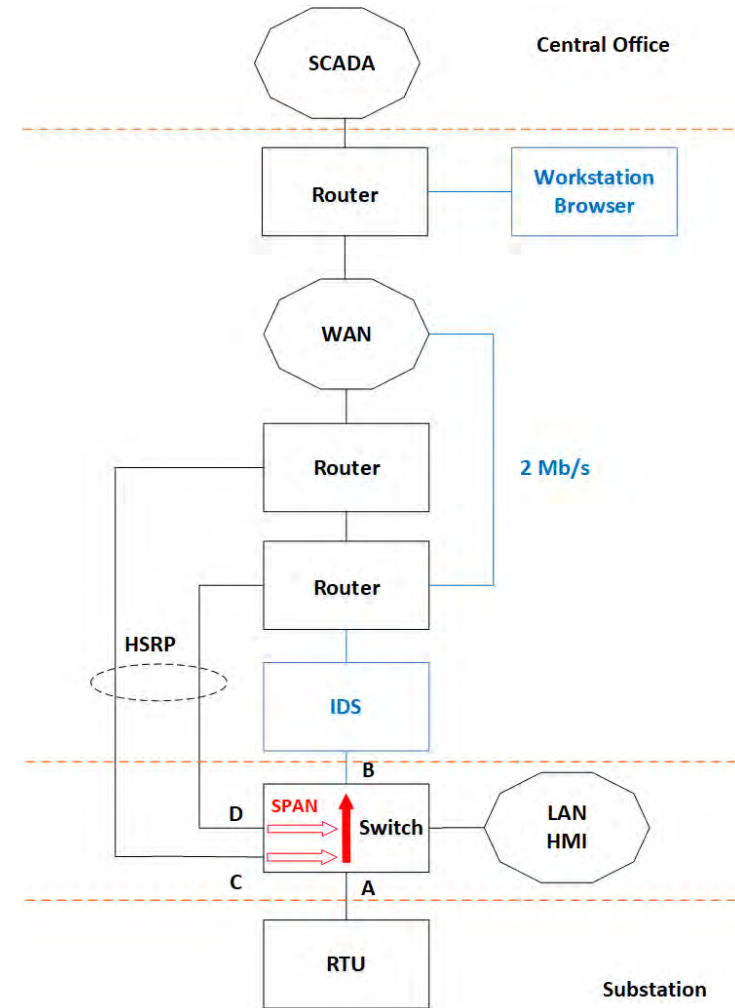 Central Office
SCADA
Router
Workstation
Browser
WAN
Router
2 Mb/s
Router
HSRP
IDS
B
D
SPAN
Switch
LAN
HMI
C
A
RTU
Substation